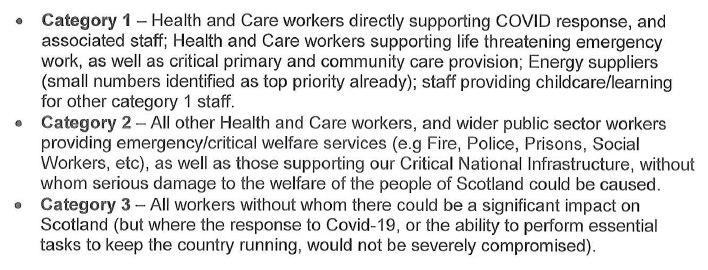 • Category 1 – Health and Care workers directly supporting COVID response, and
associated staff; Health and Care workers supporting life threatening emergency
work, as well as critical primary and community care provision; Energy suppliers
(small numbers identified as top priority already); staff providing childcare/learning
for other category 1 staff.
• Category 2 – All other Health and Care workers, and wider public sector workers
providing emergency/critical welfare services (e.g Fire, Police, Prisons, Social
Workers, etc), as well as those supporting our Critical National Infrastructure, without
whom serious damage to the welfare of the people of Scotland could be caused.
• Category 3 – All workers without whom there could be a significant impact on
Scotland (but where the response to Covid-19, or the ability to perform essential
tasks to keep the country running, would not be severely compromised).